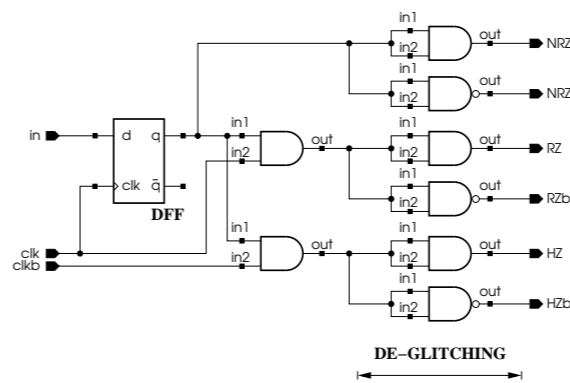 out
in1
NRZ
in2
out
in1
NRZ
in2
in
d
q
in1
out
in1
out
in2
in2
RZ
clk
q̄
out
in1
RZb
in2
DFF
in1
out
out
in1
clk
HZ
in2
in2
clkb
out
in1
HZb
in2
DE-GLITCHING